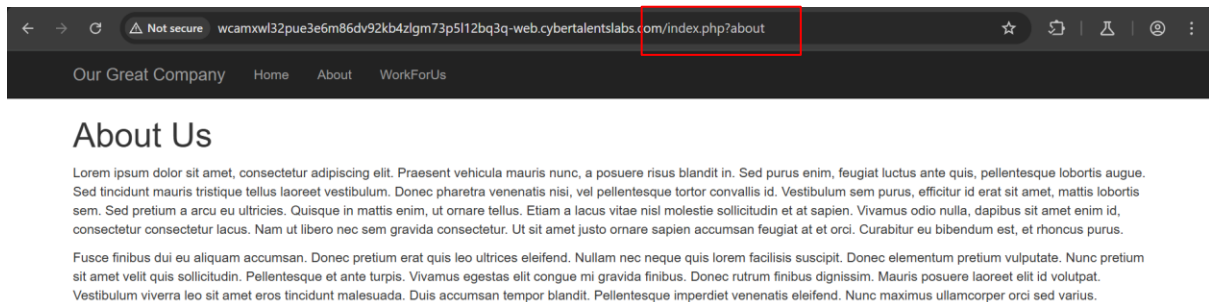 Not secure wcamxwl32pue3e6m86dv92kb4zlgm73p5l12bq3q-web.cybertalentslabs.com/index.php?about
Our Great Company Home About WorkForUs
About Us
Lorem ipsum dolor sit amet, consectetur adipiscing elit. Praesent vehicula mauris nunc, a posuere risus blandit in. Sed purus enim, feugiat luctus ante quis, pellentesque lobortis augue.
Sed tincidunt mauris tristique tellus laoreet vestibulum. Donec pharetra venenatis nisi, vel pellentesque tortor convallis id. Vestibulum sem purus, efficitur id erat sit amet, mattis lobortis
sem. Sed pretium a arcu eu ultricies. Quisque in mattis enim, ut ornare tellus. Etiam a lacus vitae nisl molestie sollicitudin et at sapien. Vivamus odio nulla, dapibus sit amet enim id,
consectetur consectetur lacus. Nam ut libero nec sem gravida consectetur. Ut sit amet justo ornare sapien accumsan feugiat at et orci. Curabitur eu bibendum est, et rhoncus purus.
Fusce finibus dui eu aliquam accumsan. Donec pretium erat quis leo ultrices eleifend. Nullam nec neque quis lorem facilisis suscipit. Donec elementum pretium vulputate. Nunc pretium
sit amet velit quis sollicitudin. Pellentesque et ante turpis. Vivamus egestas elit congue mi gravida finibus. Donec rutrum finibus dignissim. Mauris posuere laoreet elit id volutpat.
Vestibulum viverra leo sit amet eros tincidunt malesuada. Duis accumsan tempor blandit. Pellentesque imperdiet venenatis eleifend. Nunc maximus ullamcorper orci sed varius.